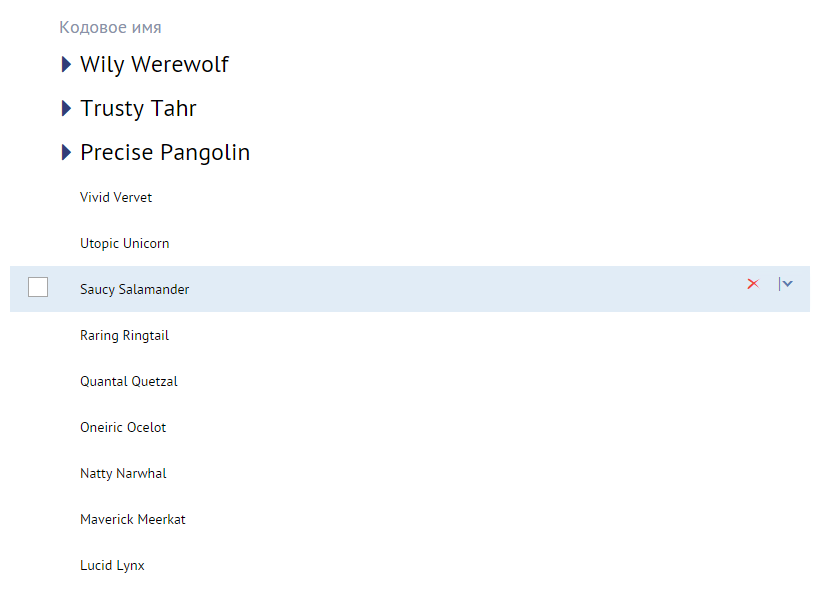 Кодовое имя
Wily Werewolf
Trusty Tahr
Precise Pangolin
Vivid Vervet
Utopic Unicorn
Saucy Salamander
Raring Ringtail
Quantal Quetzal
Oneiric Ocelot
Natty Narwhal
Maverick Meerkat
Lucid Lynx